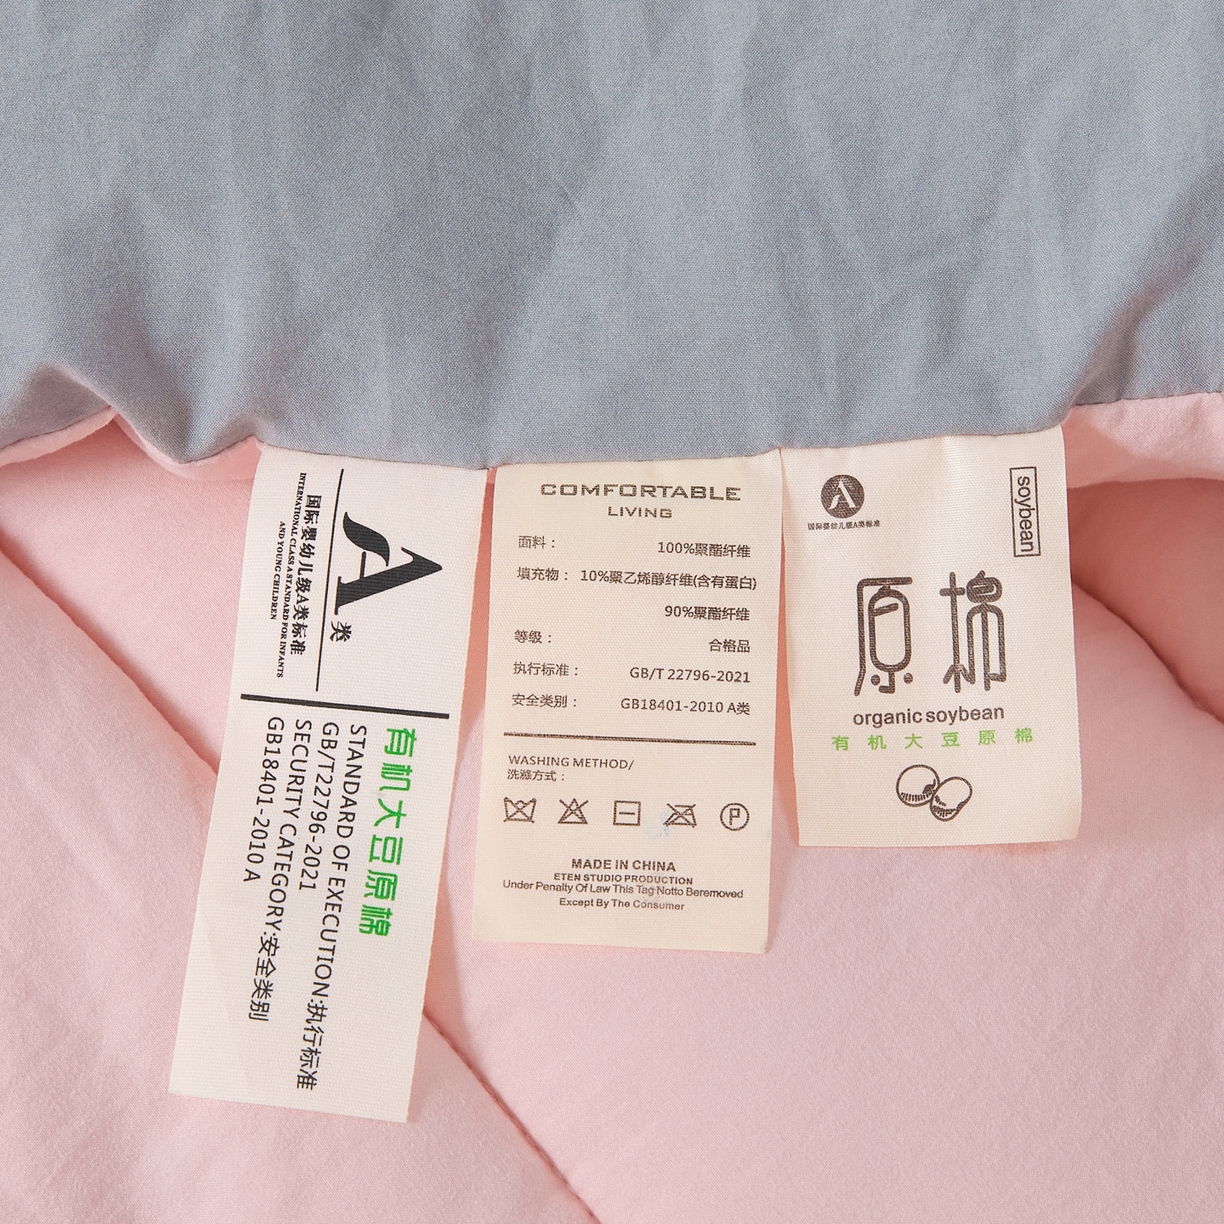 国际婴幼儿级A类标准
INTERNATIONAL CLASS A STANDARD FOR INFANTS
AND YOUNG CHILDREN
A类
有机大豆原棉
STANDARD OF EXECUTION:执行标准
GB/T22796-2021
SECURITY CATEGORY:安全类别
GB18401-2010 A
COMFORTABLE
LIVING
面料： 100%聚酯纤维
填充物： 10%聚乙烯醇纤维(含有蛋白)
90%聚酯纤维
等级： 合格品
执行标准： GB/T 22796-2021
安全类别： GB18401-2010 A类
WASHING METHOD/
洗涤方式：
P
MADE IN CHINA
ETEN STUDIO PRODUCTION
Under Penalty Of Law This Tag Notto Beremoved
Except By The Consumer
A
国际婴幼儿级A类标准
soybean
原棉
organic soybean
有机大豆原棉